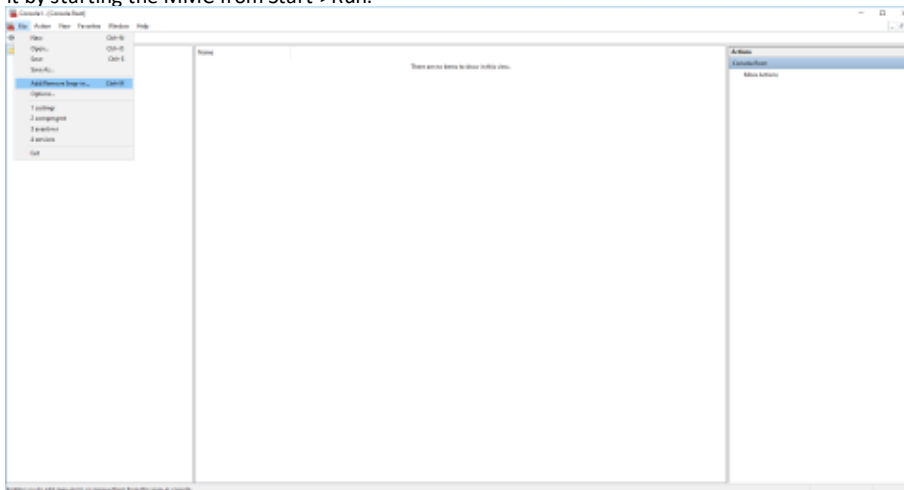 it by starting the MMC from Start->Run:
Console1 - [Console Root]
File Action View Favorites Window Help
New Ctrl+N
Open... Ctrl+O
Save Ctrl+S
Save As...
Add/Remove Snap-in... Ctrl+M
Options...
1 
2 compmgmt
3 
4 services
Exit
Name
There are no items to show in this view.
Actions
Console Root
More Actions